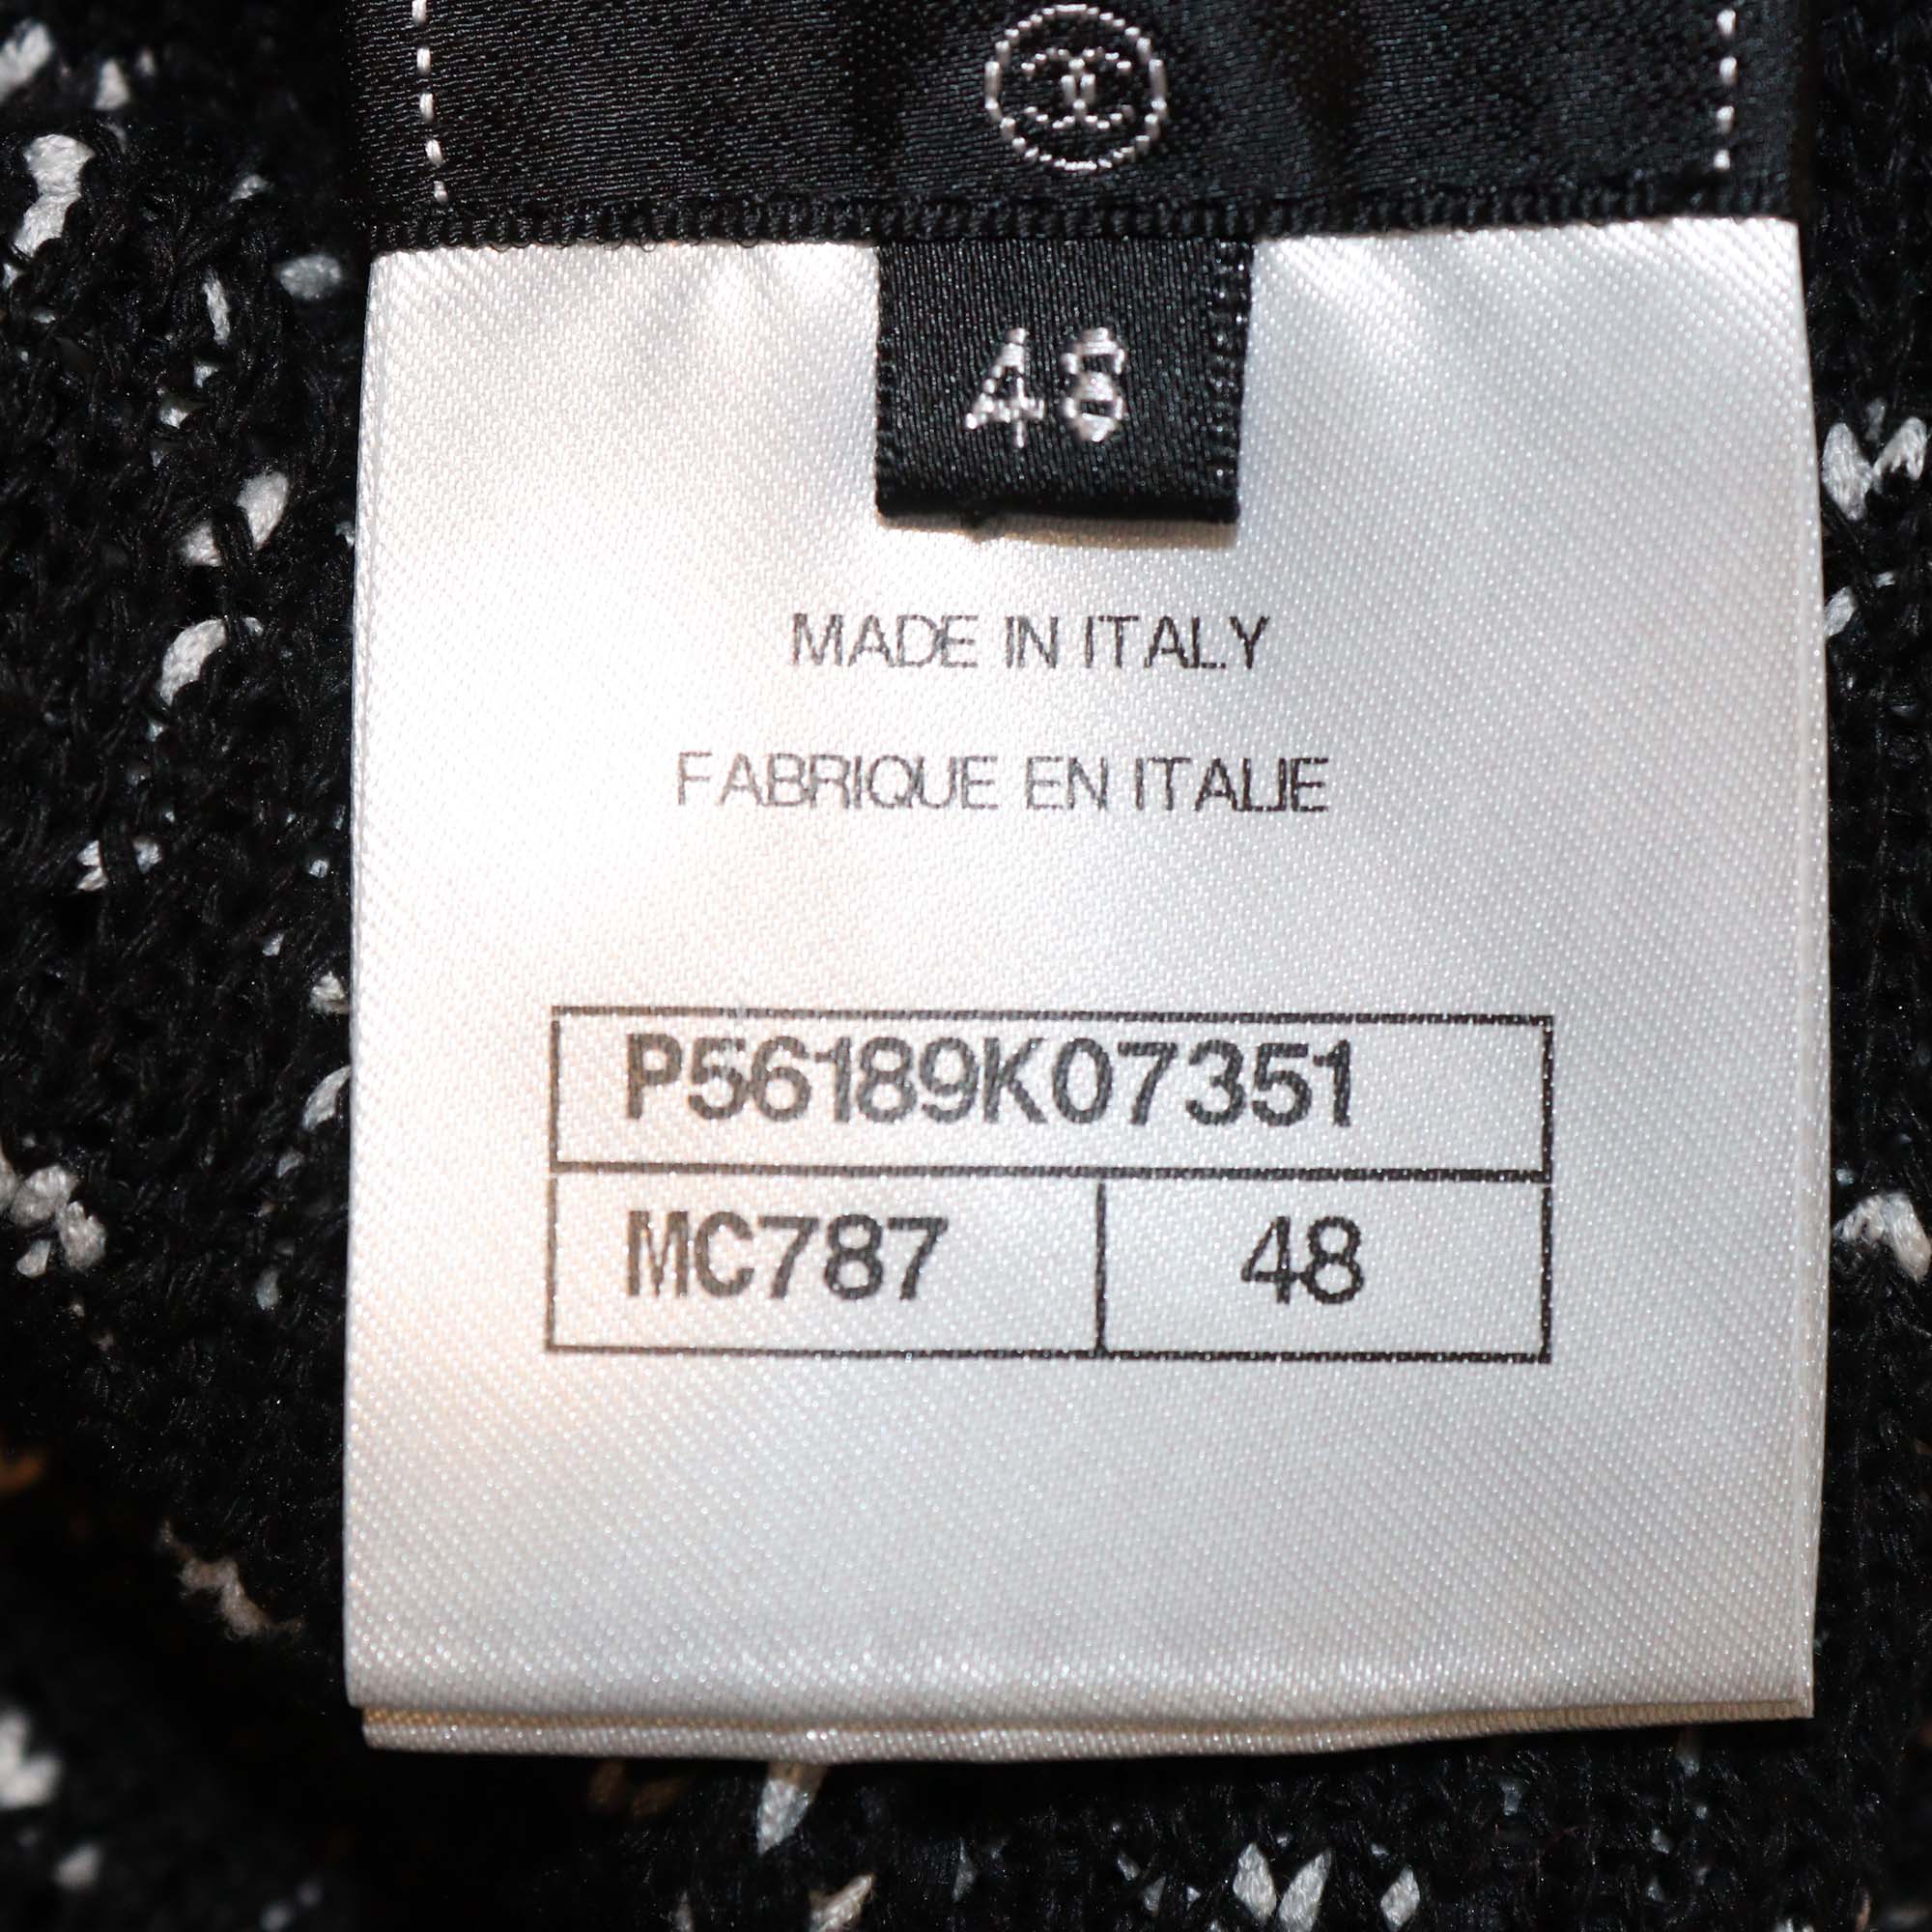 48
MADE IN ITALY
FABRIQUE EN ITALIE
P56189K07351
MC787 48